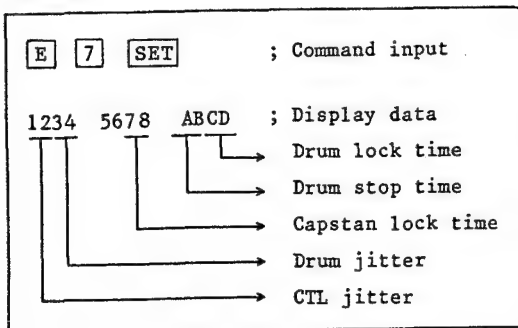 E 7 SET ; Command input
1234 5678 ABCD ; Display data
Drum lock time
Drum stop time
Capstan lock time
Drum jitter
CTL jitter